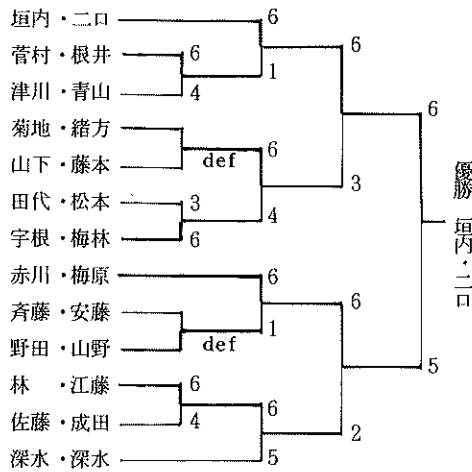 垣内・二口
菅村・根井
津川・青山
菊地・緒方
山下・藤本
田代・松本
宇根・梅林
赤川・梅原
斉藤・安藤
野田・山野
林・江藤
佐藤・成田
深水・深水
6
4
def
3
6
def
6
4
6
1
6
4
6
1
6
5
6
3
6
2
6
5
優勝 垣内・二口